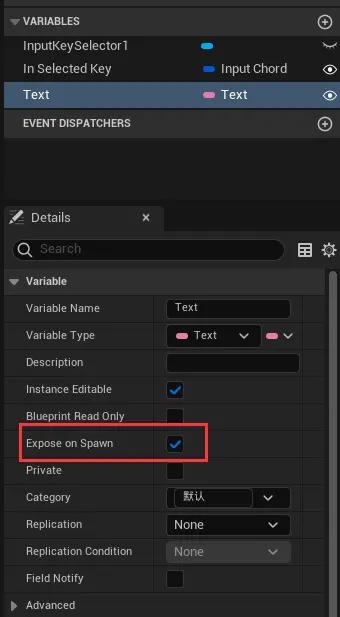 VARIABLES
InputKeySelector1
In Selected Key Input Chord
Text Text
EVENT DISPATCHERS
Details
Search
Variable
Variable Name Text
Variable Type Text
Description
Instance Editable
Blueprint Read Only
Expose on Spawn
Private
Category 默认
Replication None
Replication Condition None
Field Notify
Advanced